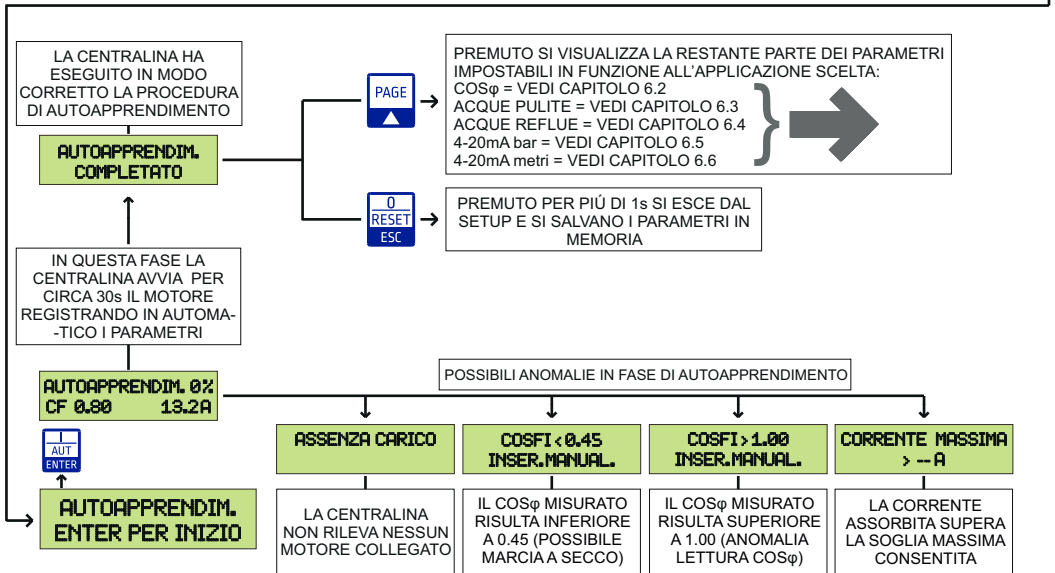 LA CENTRALINA HA
ESEGUITO IN MODO
CORRETTO LA PROCEDURA
DI AUTOAPPRENDIMENTO
AUTOAPPRENDIM.
COMPLETATO
PAGE
PREMUTO SI VISUALIZZA LA RESTANTE PARTE DEI PARAMETRI
IMPOSTABILI IN FUNZIONE ALL'APPLICAZIONE SCELTA:
COSφ = VEDI CAPITOLO 6.2
ACQUE PULITE = VEDI CAPITOLO 6.3
ACQUE REFLUE = VEDI CAPITOLO 6.4
4-20mA bar = VEDI CAPITOLO 6.5
4-20mA metri = VEDI CAPITOLO 6.6
0
RESET
ESC
PREMUTO PER PIÚ DI 1s SI ESCE DAL
SETUP E SI SALVANO I PARAMETRI IN
MEMORIA
IN QUESTA FASE LA
CENTRALINA AVVIA PER
CIRCA 30s IL MOTORE
REGISTRANDO IN AUTOMA-
-TICO I PARAMETRI
AUTOAPPRENDIM. 0%
CF 0.80 13.2A
I
AUT
ENTER
AUTOAPPRENDIM.
ENTER PER INIZIO
POSSIBILI ANOMALIE IN FASE DI AUTOAPPRENDIMENTO
ASSENZA CARICO
LA CENTRALINA
NON RILEVA NESSUN
MOTORE COLLEGATO
COSFI < 0.45
INSER.MANUAL.
IL COSφ MISURATO
RISULTA INFERIORE
A 0.45 (POSSIBILE
MARCIA A SECCO)
COSFI > 1.00
INSER.MANUAL.
IL COSφ MISURATO
RISULTA SUPERIORE
A 1.00 (ANOMALIA
LETTURA COSφ)
CORRENTE MASSIMA
> -- A
LA CORRENTE
ASSORBITA SUPERA
LA SOGLIA MASSIMA
CONSENTITA